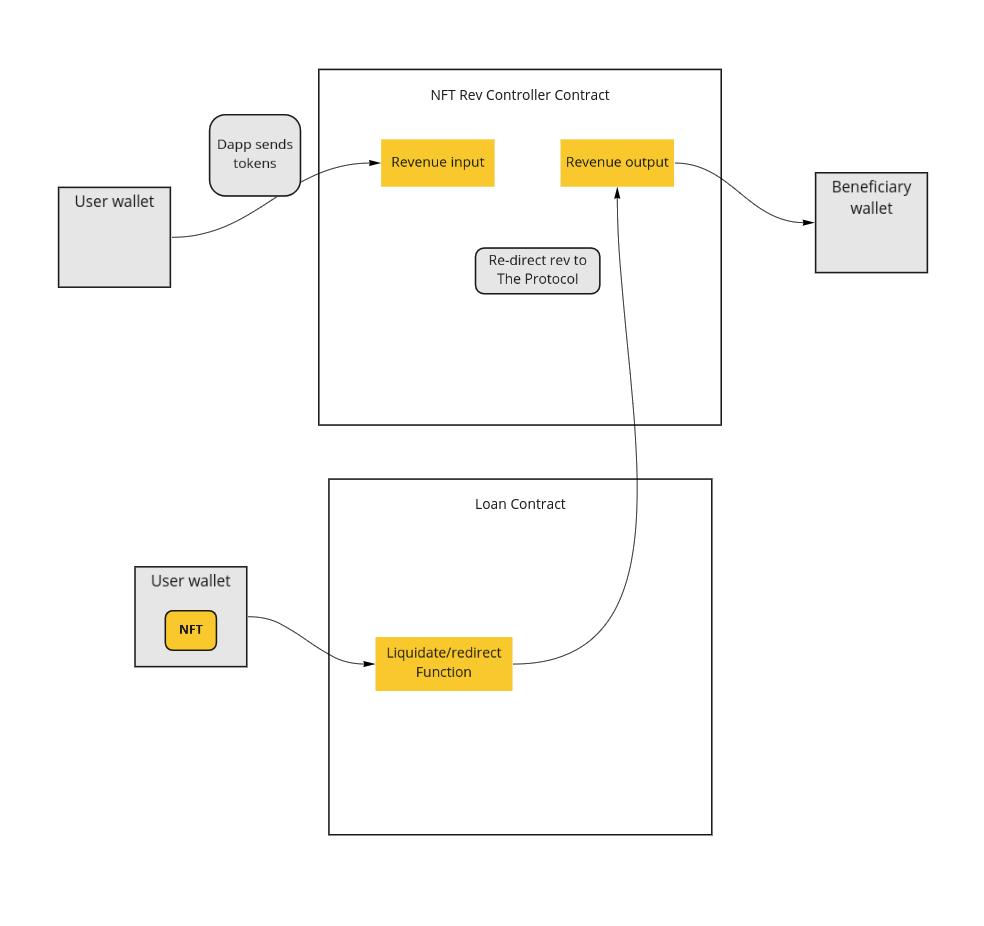 NFT Rev Controller Contract
Dapp sends
tokens
Revenue input
Revenue output
User wallet
Beneficiary
wallet
Re-direct rev to
The Protocol
Loan Contract
User wallet
NFT
Liquidate/redirect
Function